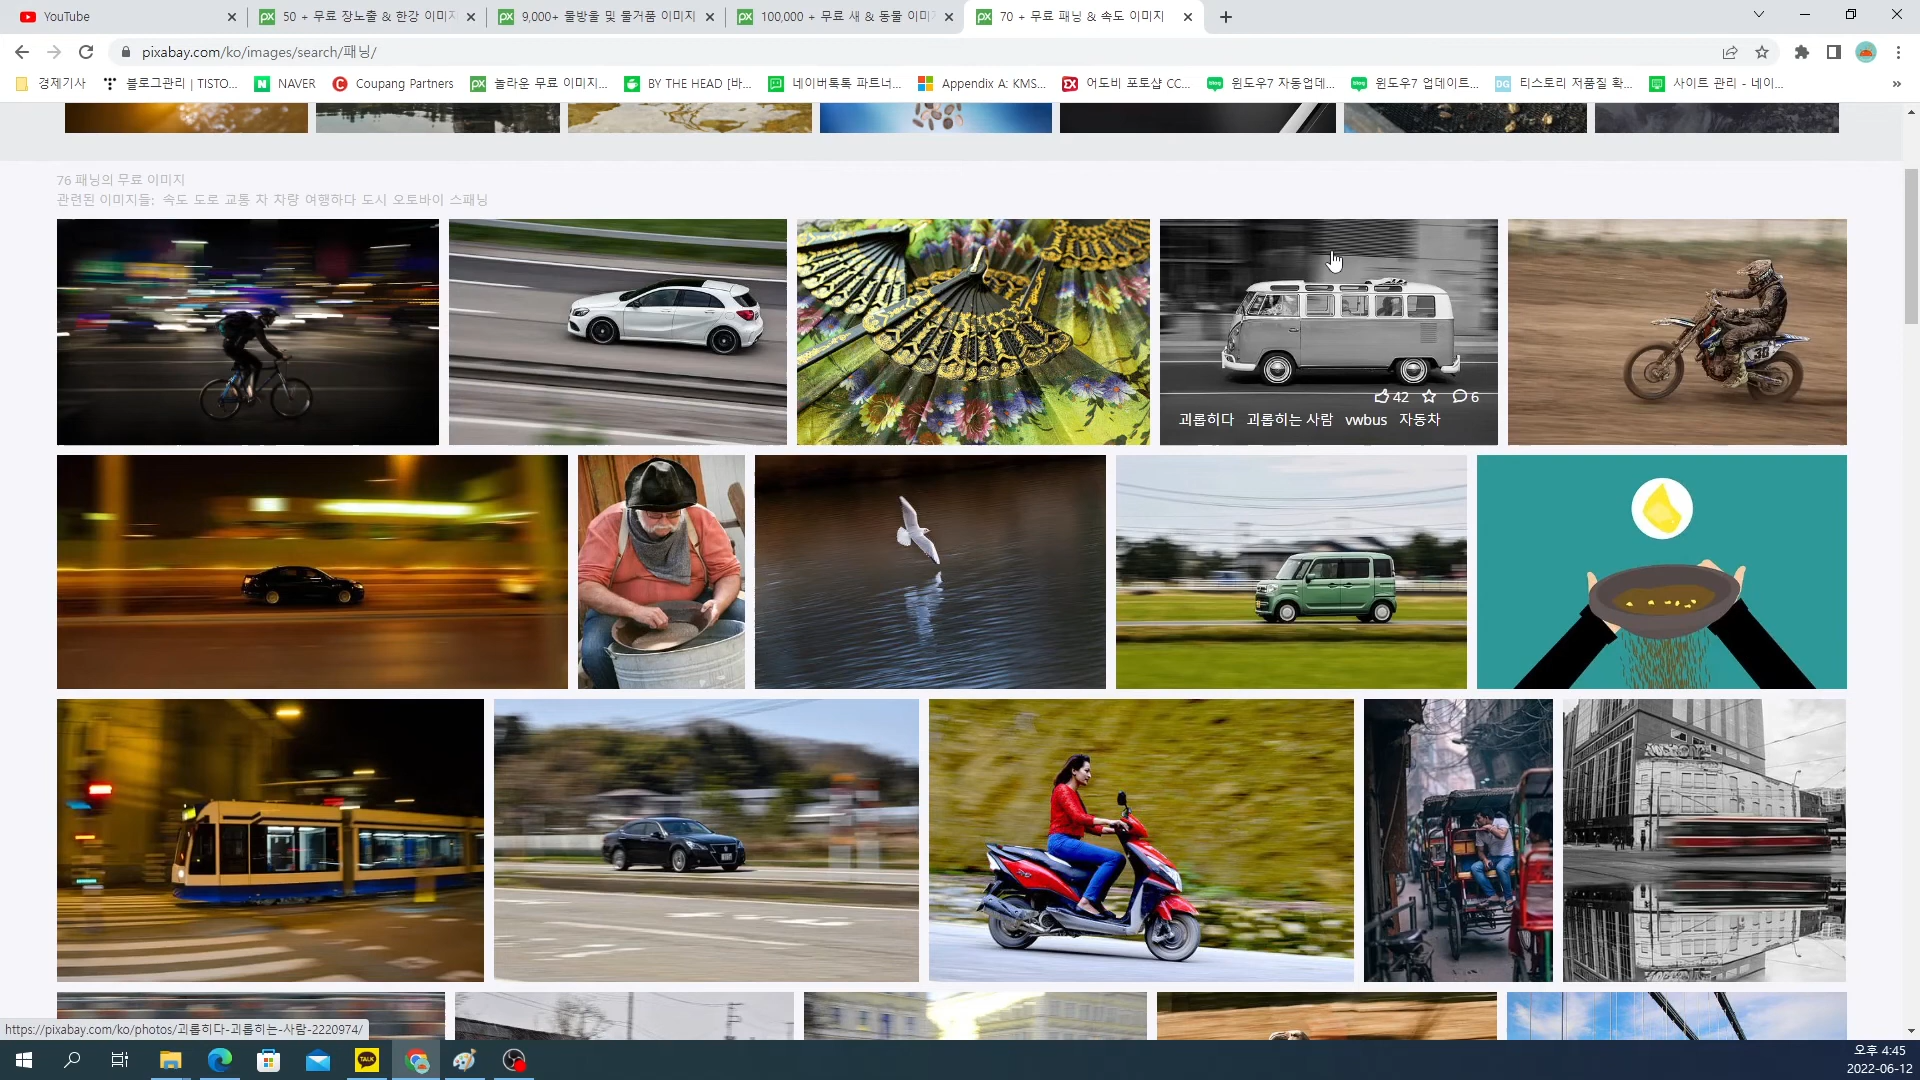 YouTube
50 + 무료 장노출 & 한강 이미지
9,000+ 물방울 및 물거품 이미지
100,000 + 무료 새 & 동물 이미지
70 + 무료 패닝 & 속도 이미지
pixabay.com/ko/images/search/패닝/
경제기사
블로그관리 | TISTO...
NAVER
Coupang Partners
놀라운 무료 이미지...
BY THE HEAD [바...
네이버톡톡 파트너...
Appendix A: KMS...
어도비 포토샵 CC...
윈도우7 자동업데...
윈도우7 업데이트...
티스토리 저품질 확...
사이트 관리 - 네이...
76 패닝의 무료 이미지
관련된 이미지들: 속도 도로 교통 차 차량 여행하다 도시 오토바이 스패닝
42 6
괴롭히다 괴롭히는 사람 vwbus 자동차
https://pixabay.com/ko/photos/괴롭히다-괴롭히는-사람-2220974/
TALK
오후 4:45
2022-06-12